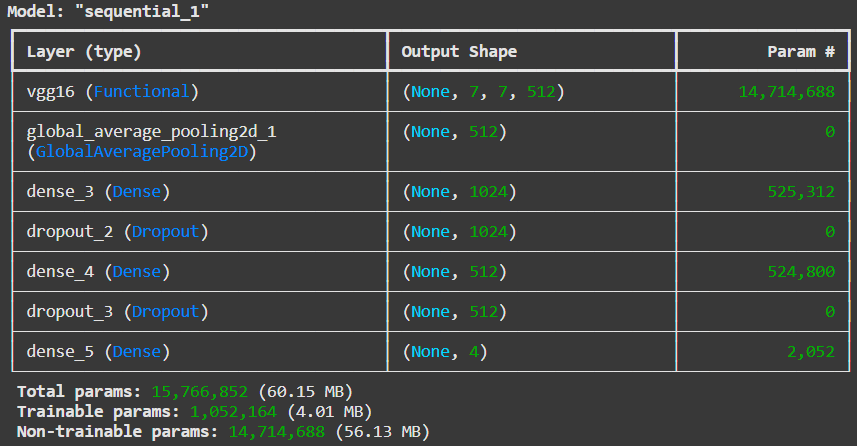 Model: "sequential_1"
Layer (type) Output Shape Param #
vgg16 (Functional) (None, 7, 7, 512) 14,714,688
global_average_pooling2d_1 (None, 512) 0
(GlobalAveragePooling2D)
dense_3 (Dense) (None, 1024) 525,312
dropout_2 (Dropout) (None, 1024) 0
dense_4 (Dense) (None, 512) 524,800
dropout_3 (Dropout) (None, 512) 0
dense_5 (Dense) (None, 4) 2,052
Total params: 15,766,852 (60.15 MB)
Trainable params: 1,052,164 (4.01 MB)
Non-trainable params: 14,714,688 (56.13 MB)